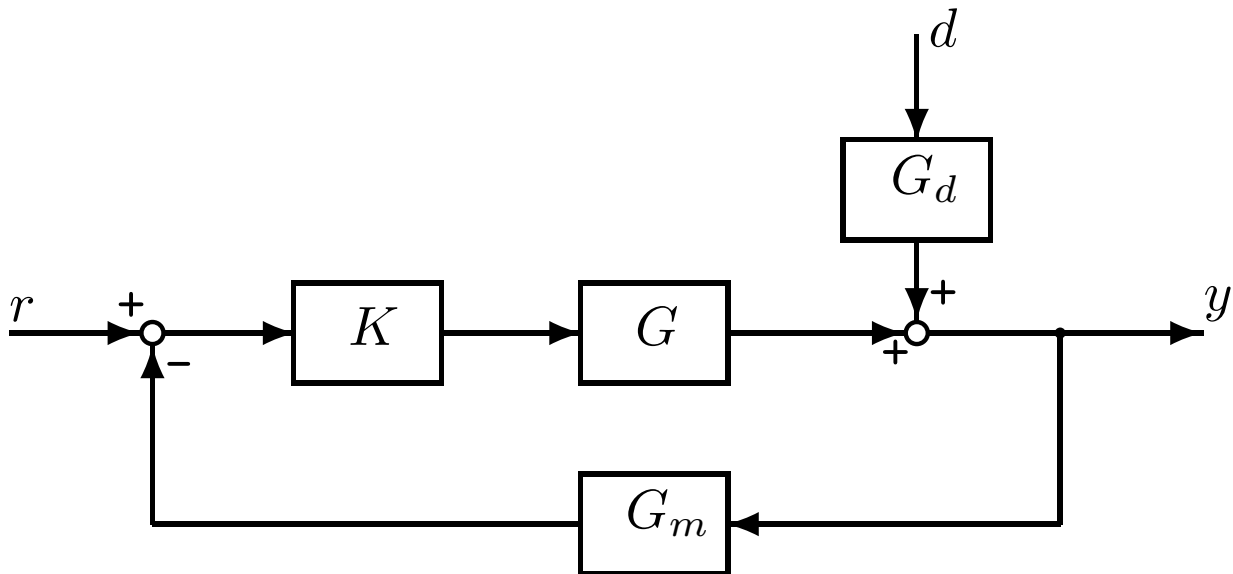 d
G_d
+
r + K G + y
−
G_m